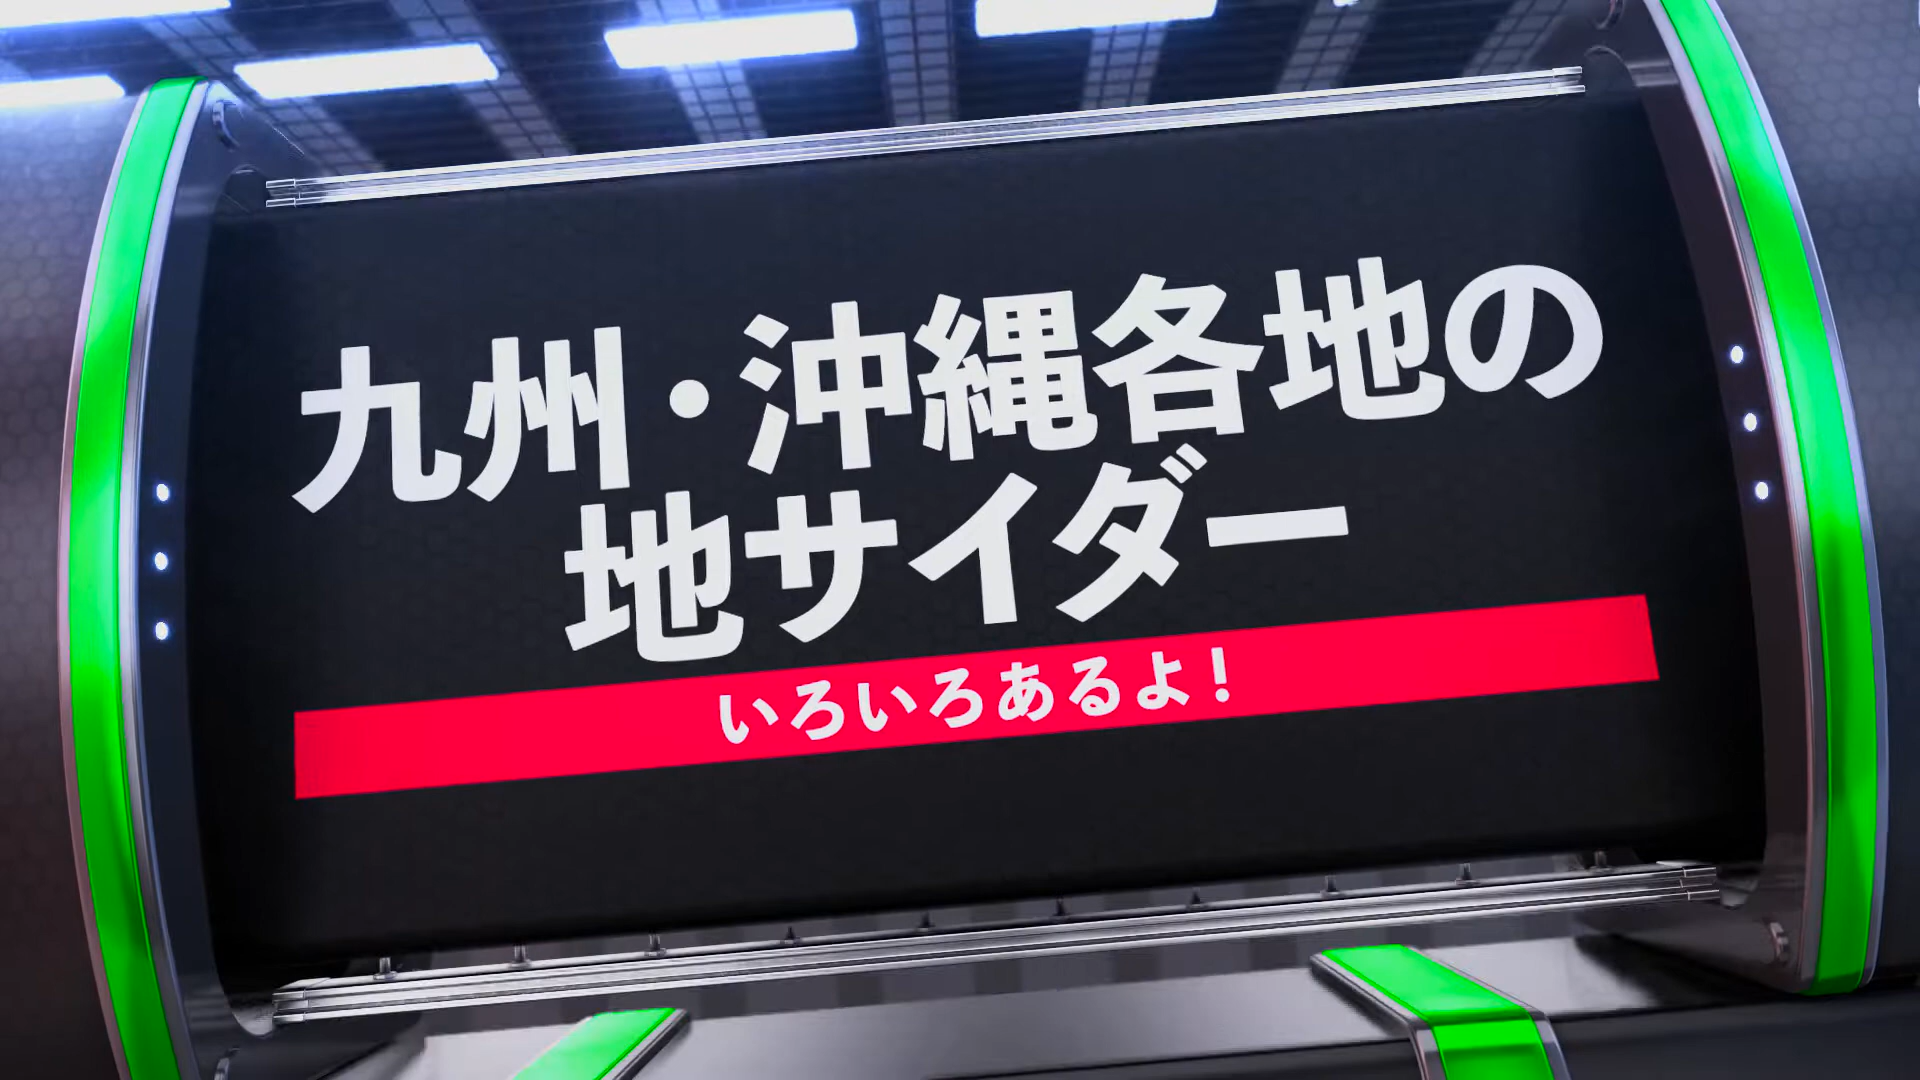 九州・沖縄各地の
地サイダー
いろいろあるよ！